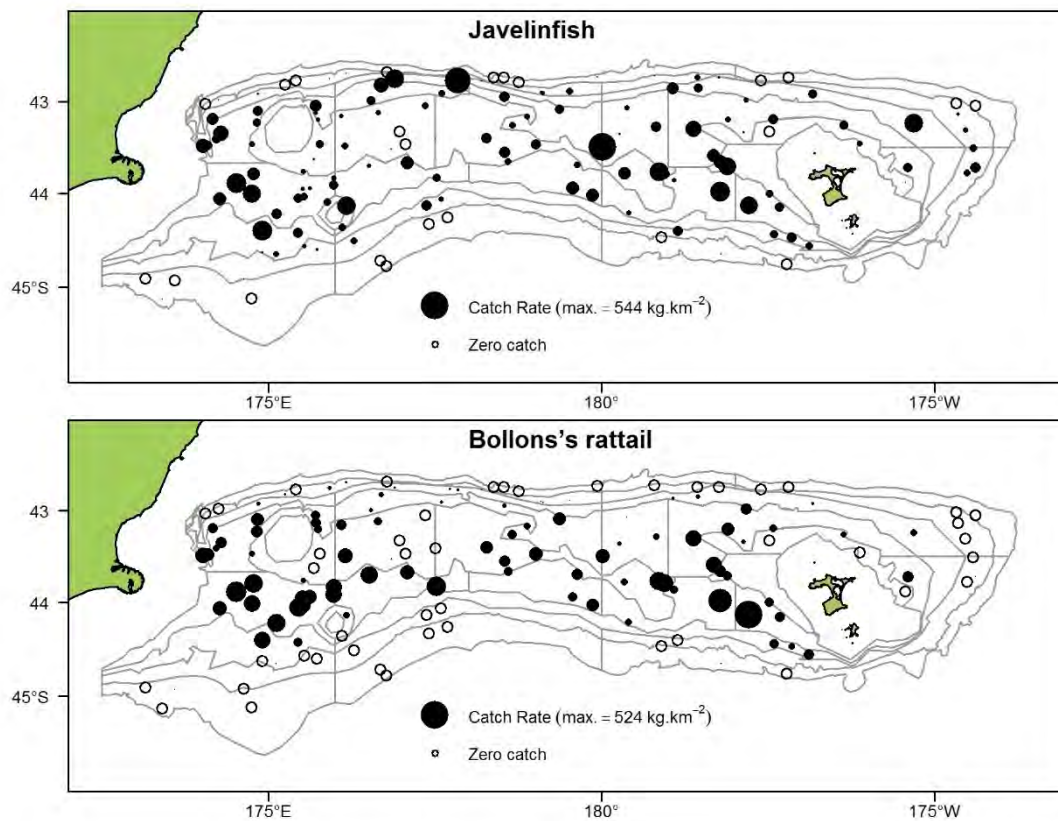 Javelinfish
43
44
45°S
Catch Rate (max. = 544 kg.km⁻²)
Zero catch
175°E
180°
175°W
Bollons's rattail
43
44
45°S
Catch Rate (max. = 524 kg.km⁻²)
Zero catch
175°E
180°
175°W